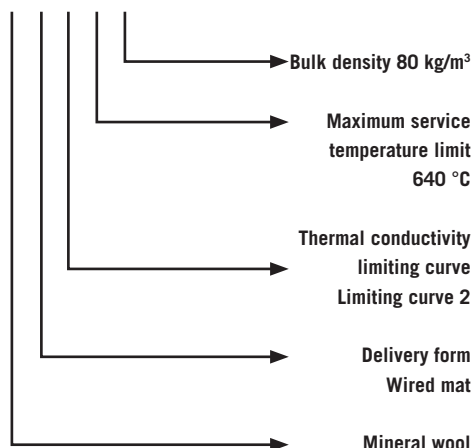 Bulk density 80 kg/m³
Maximum service
temperature limit
640 °C
Thermal conductivity
limiting curve
Limiting curve 2
Delivery form
Wired mat
Mineral wool